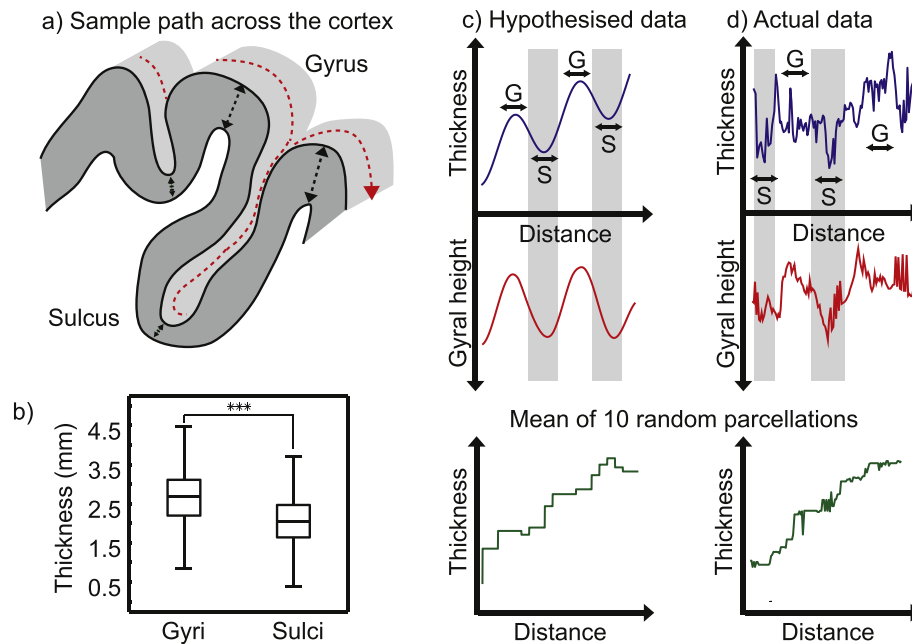 a) Sample path across the cortex
Gyrus
Sulcus
b)
***
Thickness (mm)
4.5
3.5
2.5
1.5
0.5
Gyri
Sulci
c) Hypothesised data
Thickness
G
G
S
S
Distance
Gyral height
d) Actual data
Thickness
G
G
S
S
Distance
Gyral height
Mean of 10 random parcellations
Thickness
Distance
Thickness
Distance